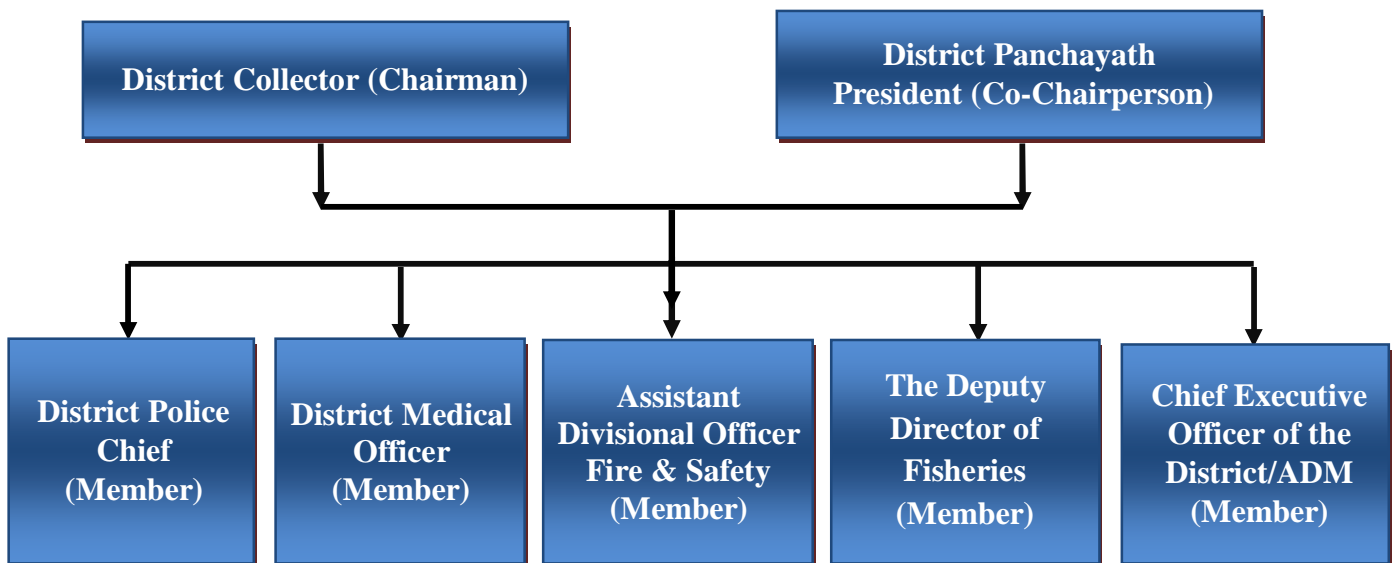 District Collector (Chairman)
District Panchayath
President (Co-Chairperson)
District Police
Chief
(Member)
District Medical
Officer
(Member)
Assistant
Divisional Officer
Fire & Safety
(Member)
The Deputy
Director of
Fisheries
(Member)
Chief Executive
Officer of the
District/ADM
(Member)